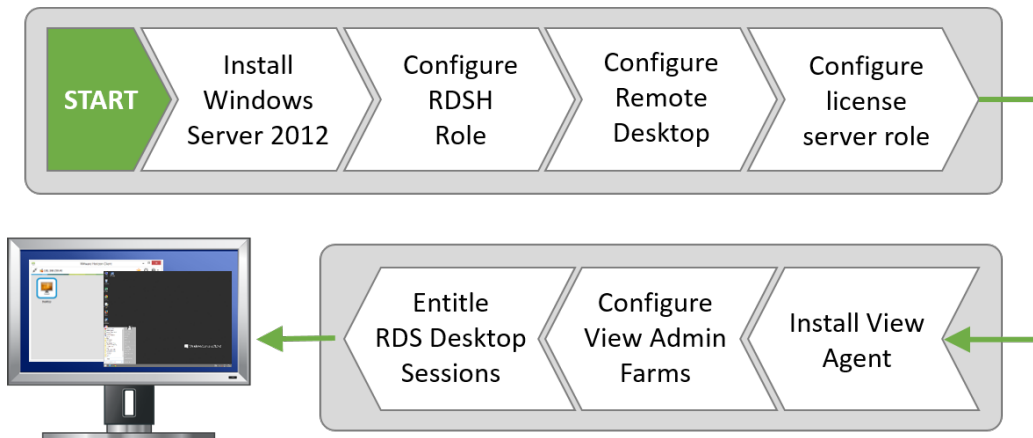 START
Install
Windows
Server 2012
Configure
RDSH
Role
Configure
Remote
Desktop
Configure
license
server role
Install View
Agent
Configure
View Admin
Farms
Entitle
RDS Desktop
Sessions